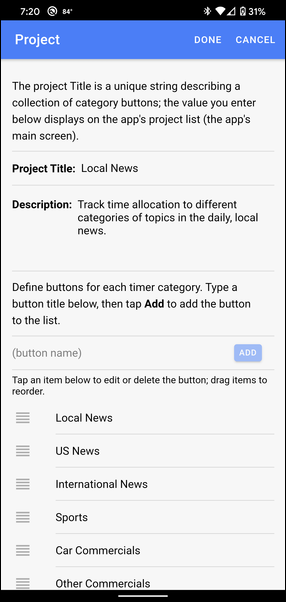 7:20 84° 31%
Project DONE CANCEL
The project Title is a unique string describing a
collection of category buttons; the value you enter
below displays on the app's project list (the app's
main screen).
Project Title: Local News
Description: Track time allocation to different
categories of topics in the daily, local
news.
Define buttons for each timer category. Type a
button title below, then tap Add to add the button
to the list.
(button name) ADD
Tap an item below to edit or delete the button; drag items to
reorder.
Local News
US News
International News
Sports
Car Commercials
Other Commercials